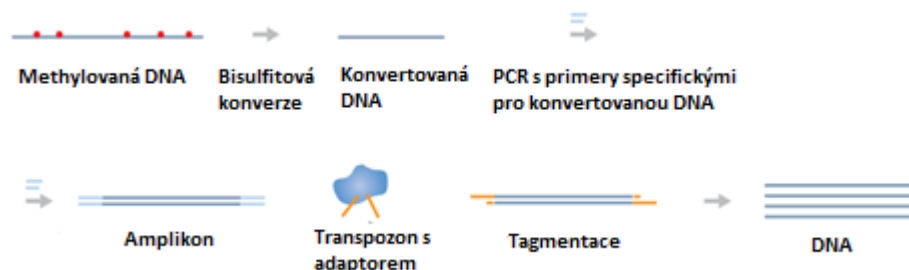 Methylovaná DNA
Bisulfitová
konverze
Konvertovaná
DNA
PCR s primery specifickými
pro konvertovanou DNA
Amplikon
Transpozon s
adaptorem
Tagmentace
DNA